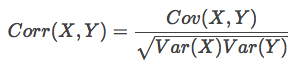 Corr(X,Y) = Cov(X,Y) / √Var(X)Var(Y)